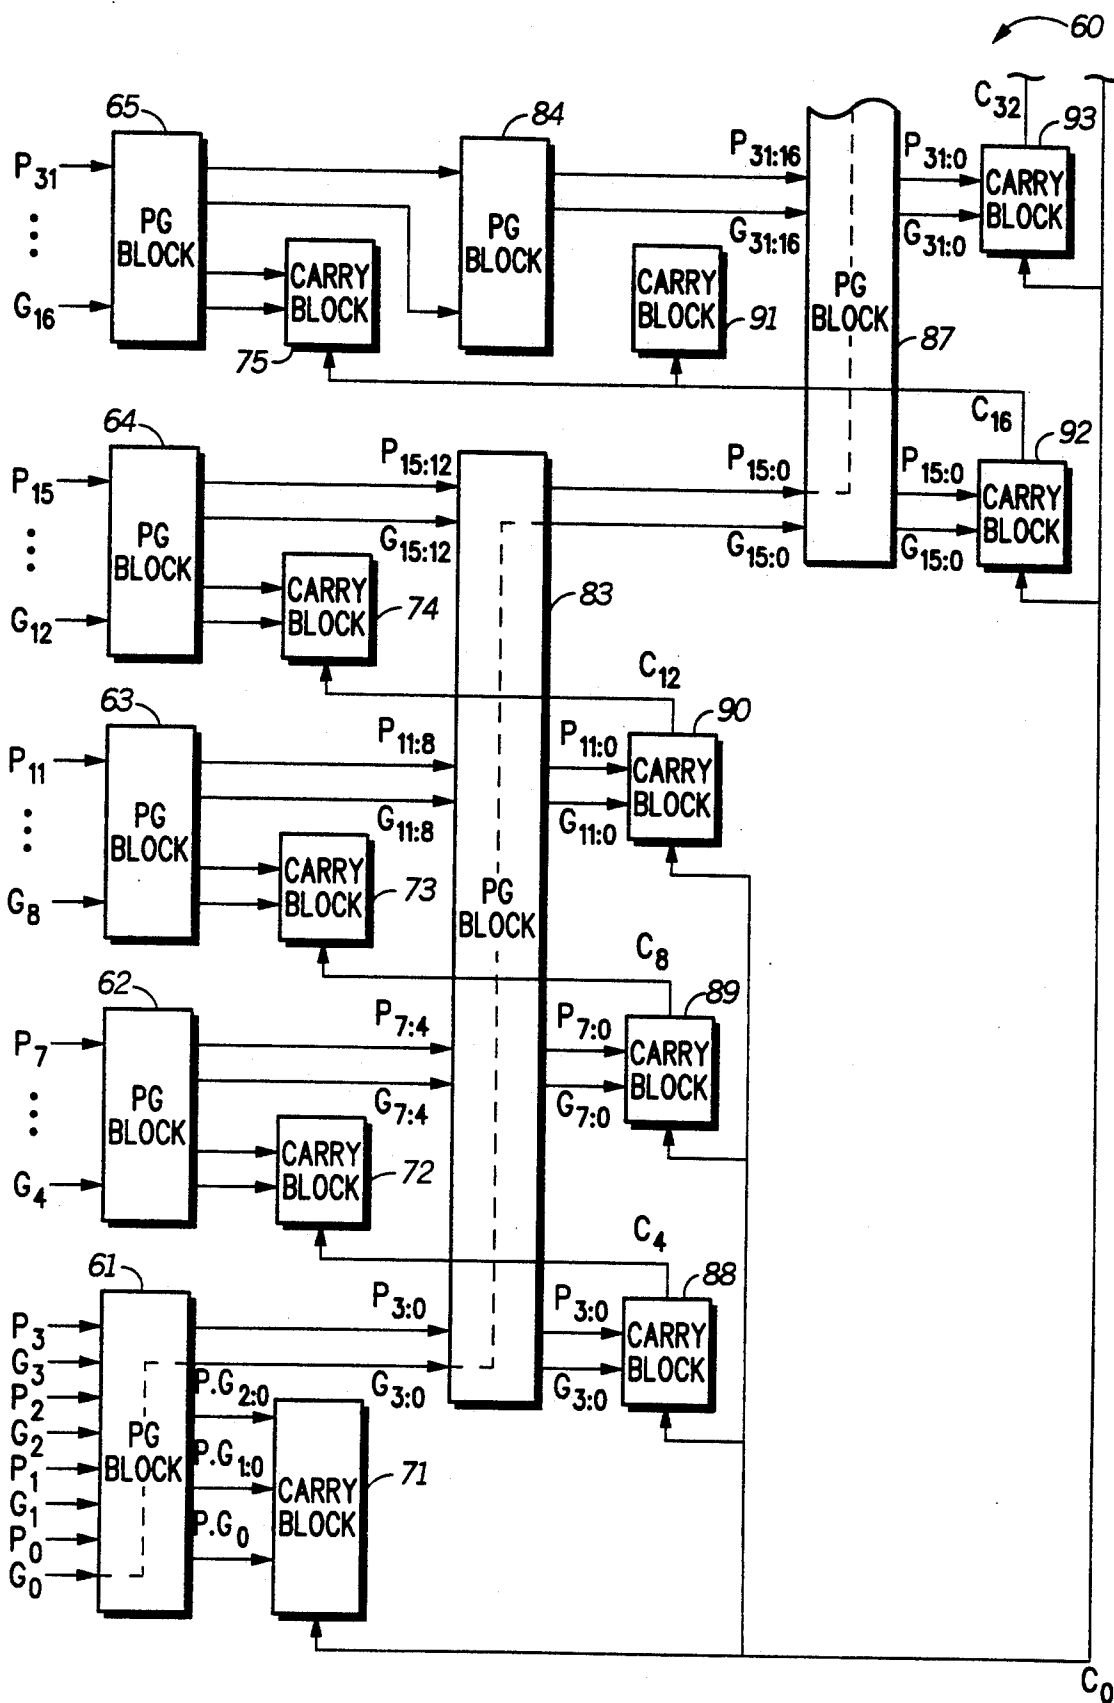 60
65
84
C32
93
P31
PG BLOCK
PG BLOCK
P31:16
P31:0
CARRY BLOCK
G31:16
G31:0
CARRY BLOCK
CARRY BLOCK
PG BLOCK
G16
75
91
87
64
C16
92
P15
P15:12
P15:0
P15:0
PG BLOCK
G15:12
G15:0
G15:0
CARRY BLOCK
CARRY BLOCK
74
83
G12
63
C12
90
P11
P11:8
P11:0
PG BLOCK
G11:8
G11:0
CARRY BLOCK
CARRY BLOCK
73
PG BLOCK
G8
62
C8
89
P7
P7:4
P7:0
PG BLOCK
G7:4
G7:0
CARRY BLOCK
CARRY BLOCK
72
G4
61
C4
88
P3
P3:0
P3:0
CARRY BLOCK
G3
G3:0
G3:0
P2
P.G2:0
G2
PG BLOCK
P1
P.G1:0
CARRY BLOCK
71
G1
P0
P.G0
G0
C0